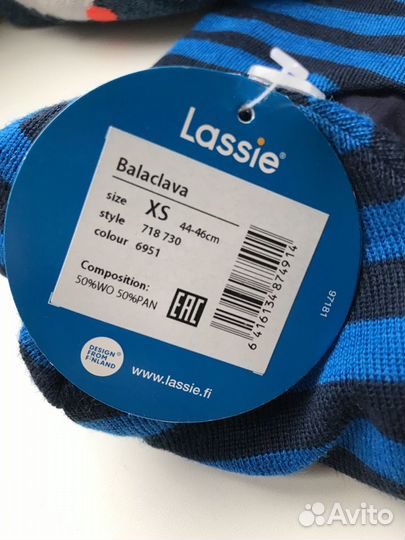 Lassie®
Balaclava
size XS 44-46cm
style 718 730
colour 6951
Composition:
50%WO 50%PAN
EAC
6 416134 874914
97181
DESIGN
FROM
FINLAND
www.lassie.fi
Avito